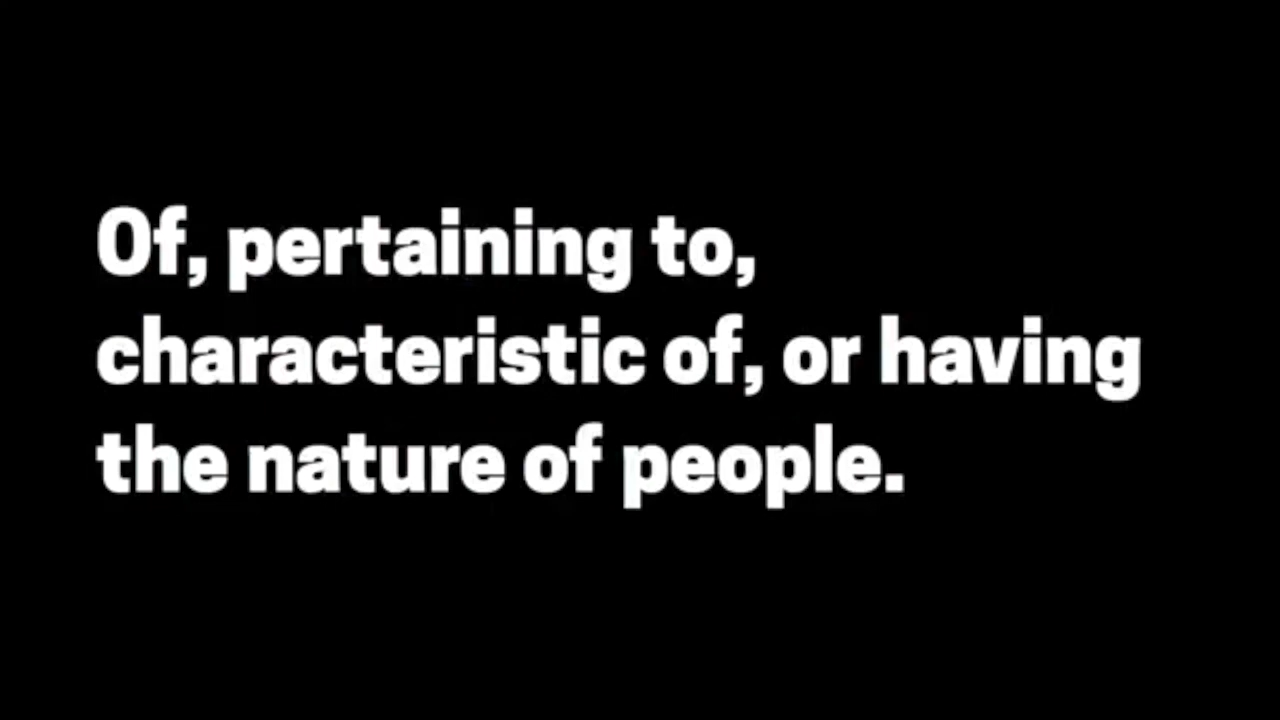 Of, pertaining to,
characteristic of, or having
the nature of people.